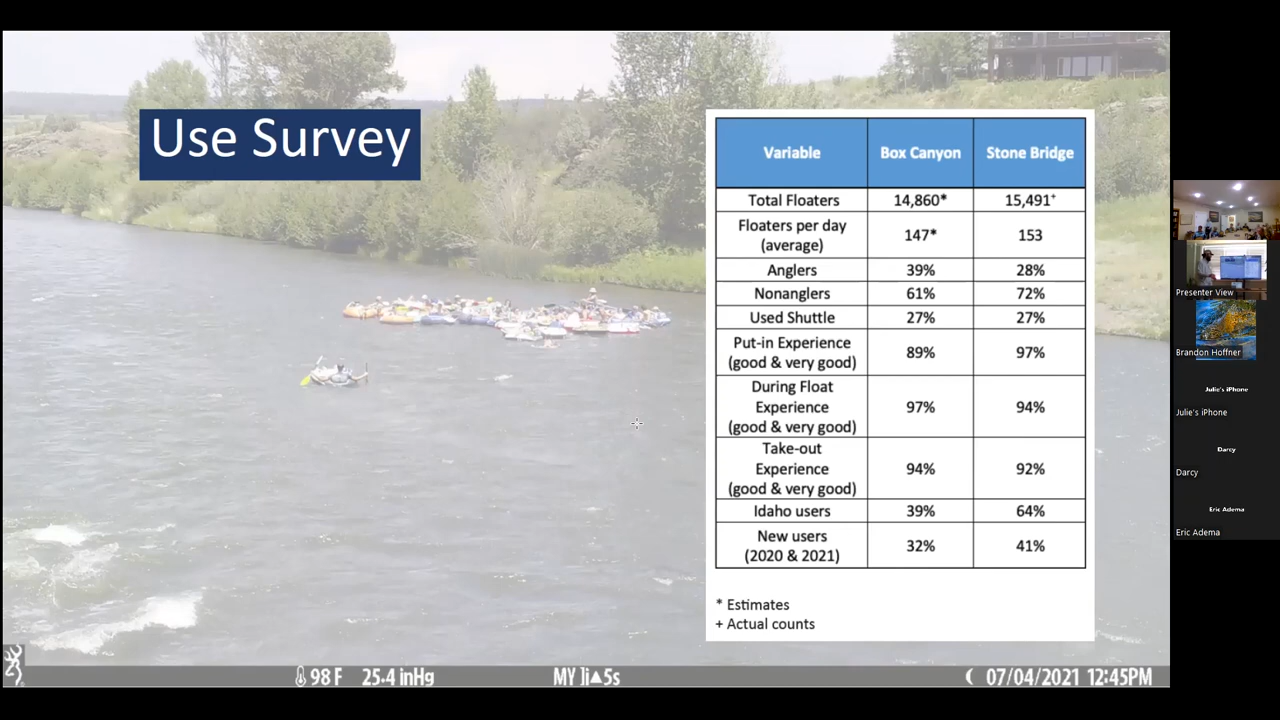 Use Survey
Variable Box Canyon Stone Bridge
Total Floaters 14,860* 15,491+
Floaters per day
(average) 147* 153
Anglers 39% 28%
Nonanglers 61% 72%
Used Shuttle 27% 27%
Put-in Experience
(good & very good) 89% 97%
During Float
Experience
(good & very good) 97% 94%
Take-out
Experience
(good & very good) 94% 92%
Idaho users 39% 64%
New users
(2020 & 2021) 32% 41%
* Estimates
+ Actual counts
98 F 25.4 inHg 07/04/2021 12:45PM
Presenter View
Brandon Hoffner
Julie's iPhone
Julie's iPhone
Darcy
Darcy
Eric Adema
Eric Adema